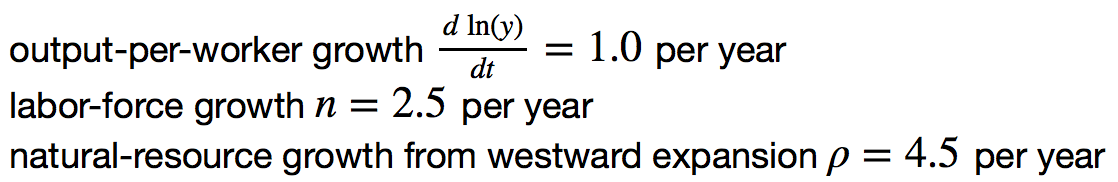 output-per-worker growth d ln(y)/dt = 1.0 per year
labor-force growth n = 2.5 per year
natural-resource growth from westward expansion ρ = 4.5 per year